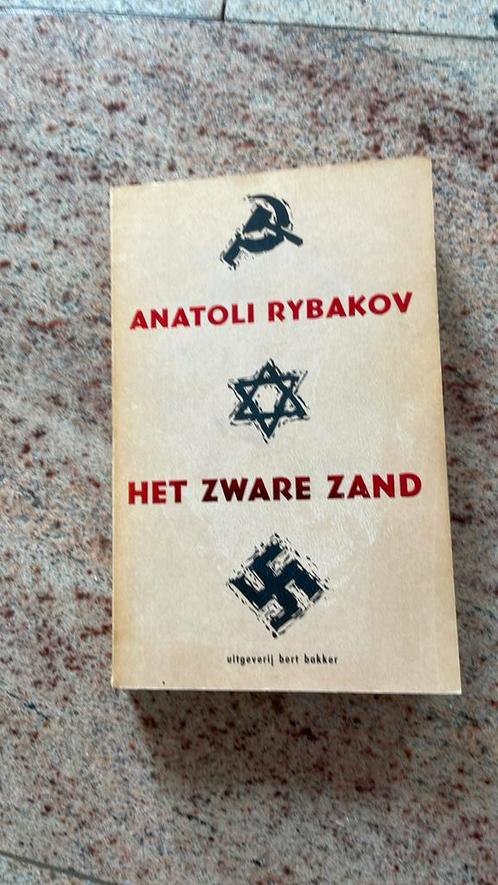 ANATOLI RYBAKOV
HET ZWARE ZAND
uitgeverij bert bakker